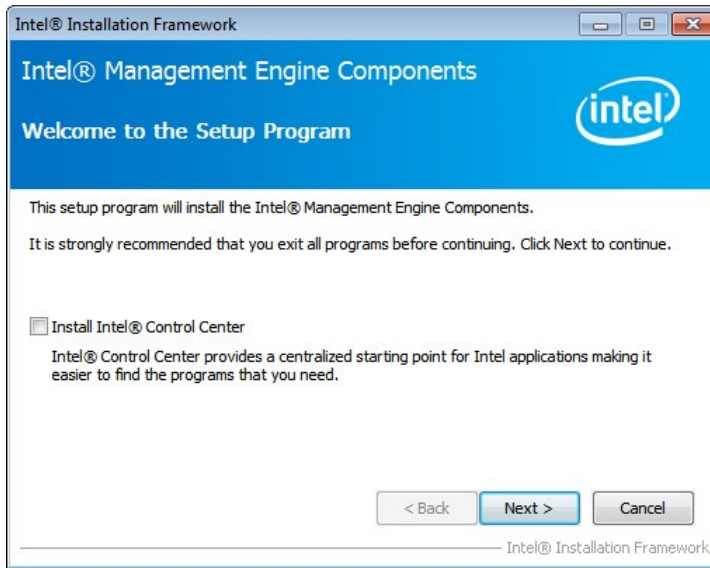 Intel® Installation Framework
Intel® Management Engine Components
Welcome to the Setup Program
intel
This setup program will install the Intel® Management Engine Components.
It is strongly recommended that you exit all programs before continuing. Click Next to continue.
Install Intel® Control Center
Intel® Control Center provides a centralized starting point for Intel applications making it
easier to find the programs that you need.
< Back
Next >
Cancel
Intel® Installation Framework